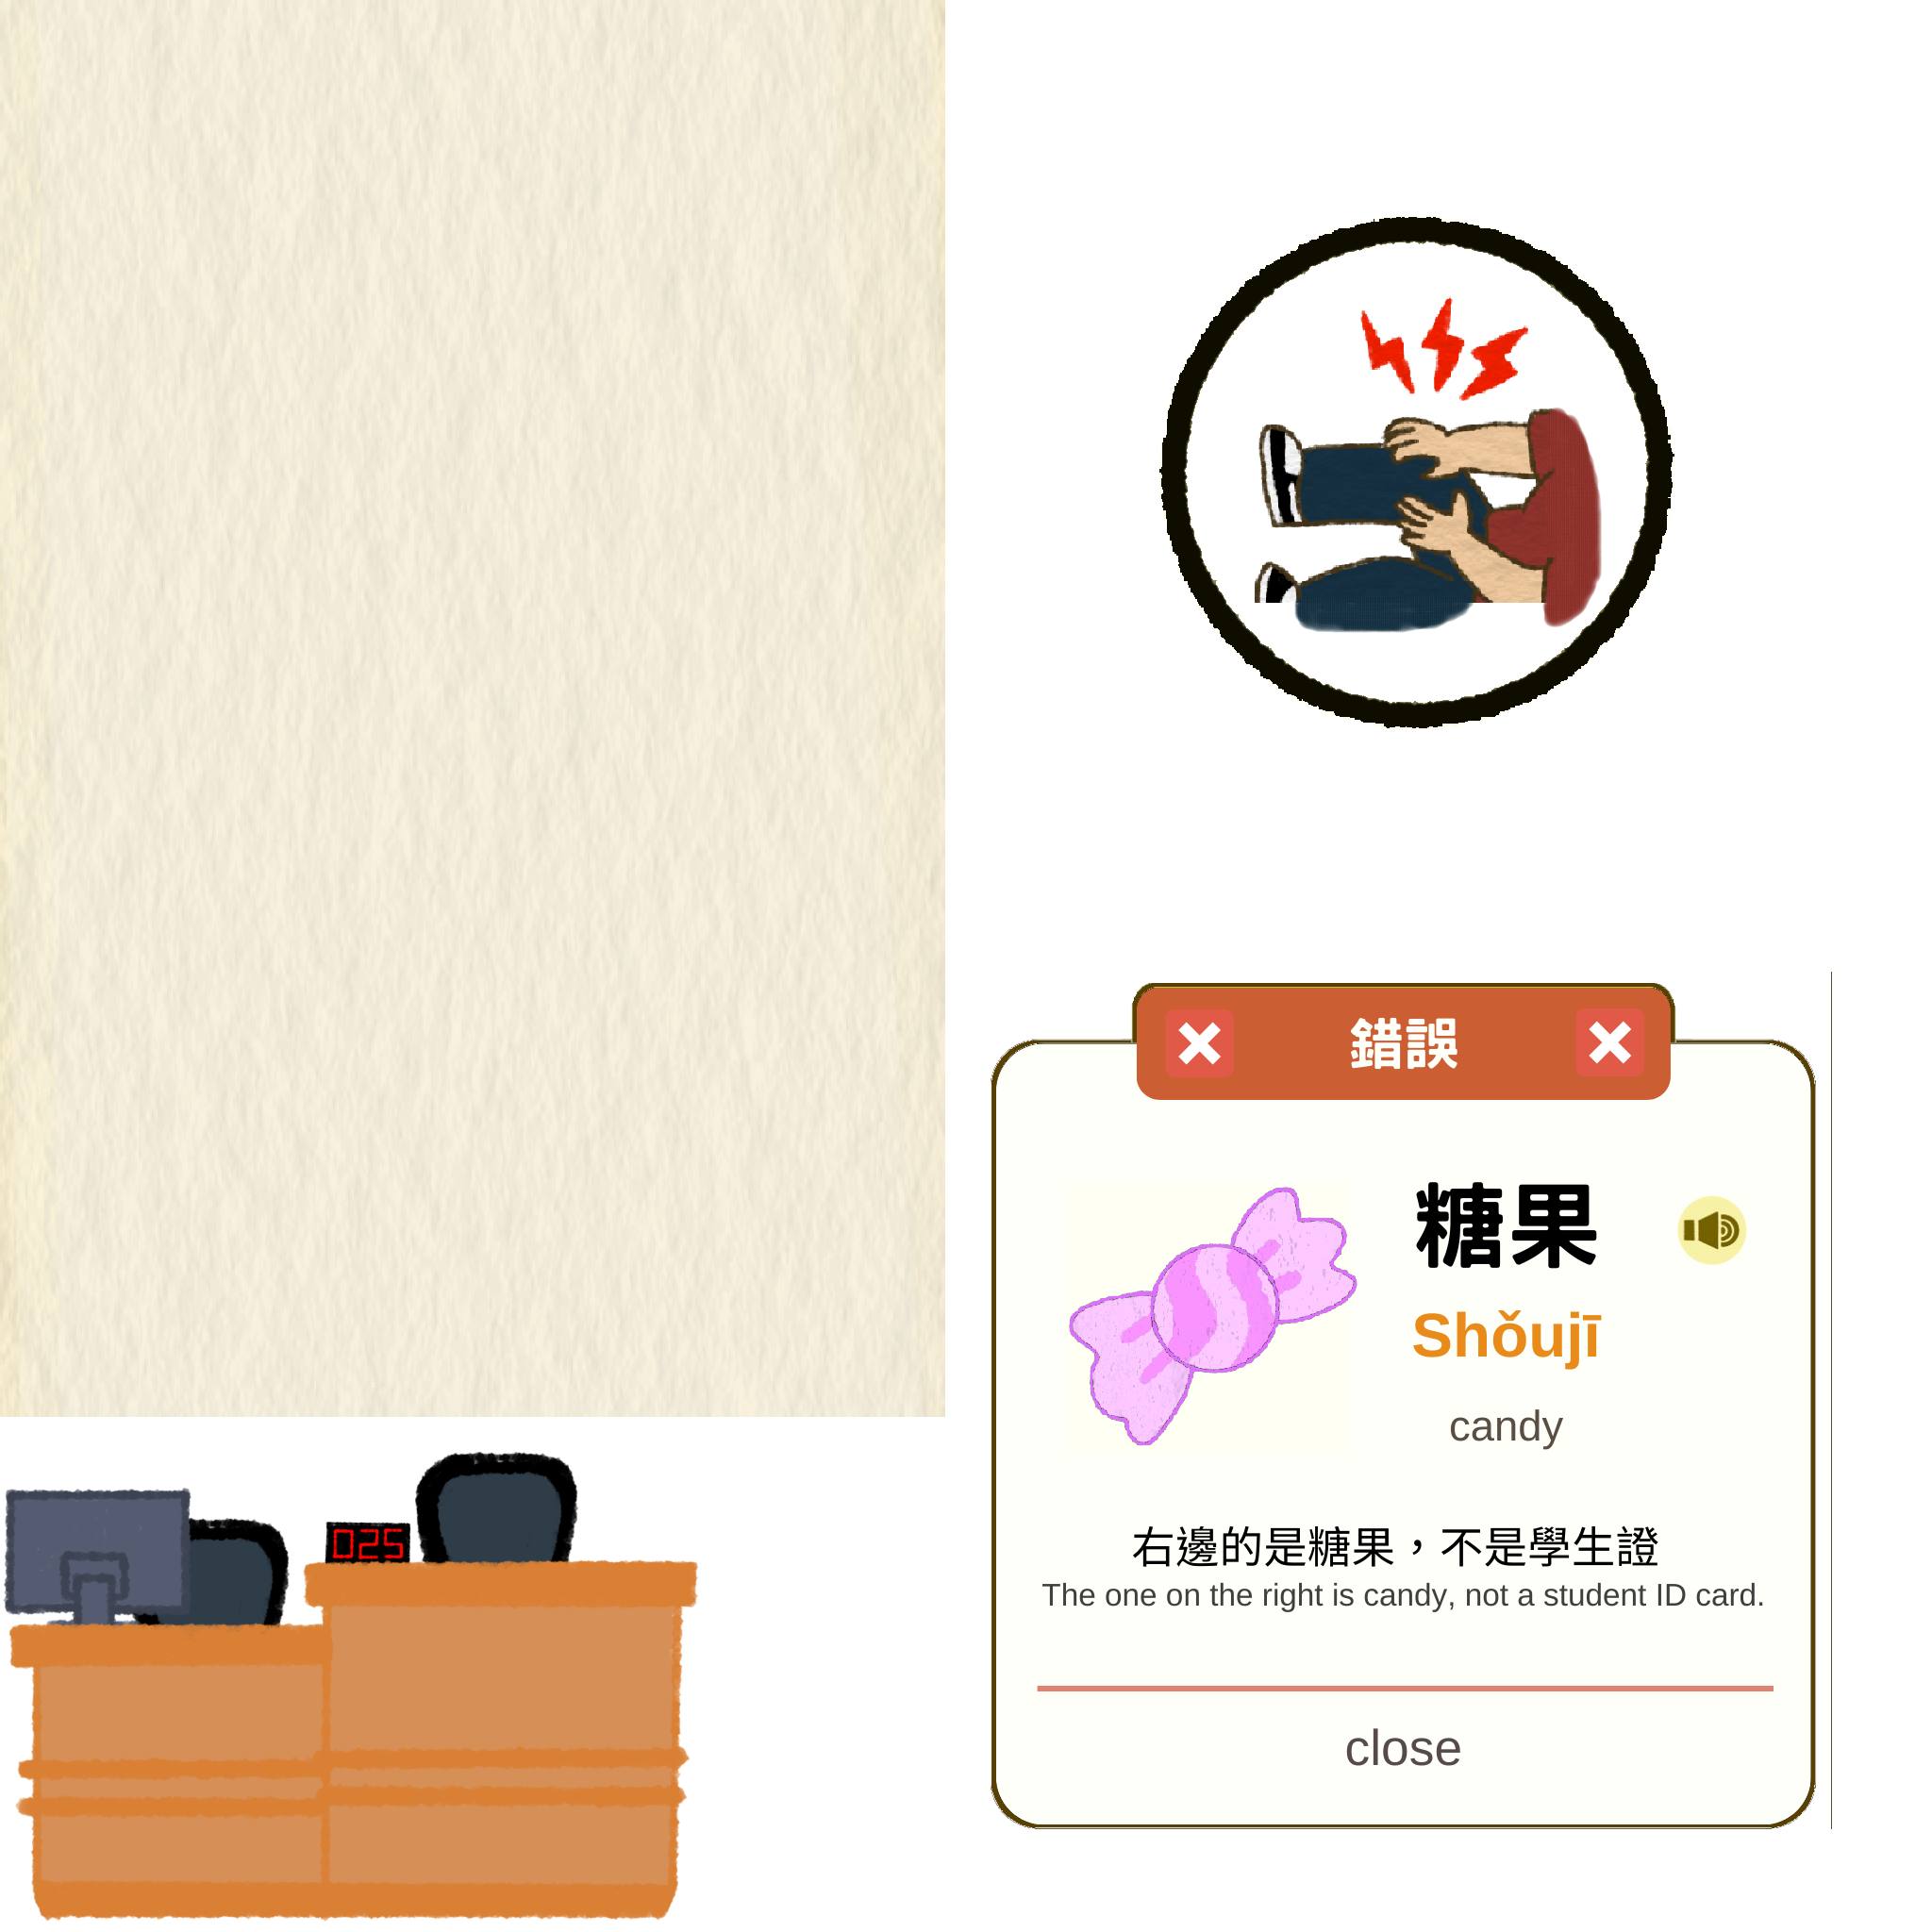 錯誤
糖果
Shǒujī
candy
右邊的是糖果，不是學生證
The one on the right is candy, not a student ID card.
close
025